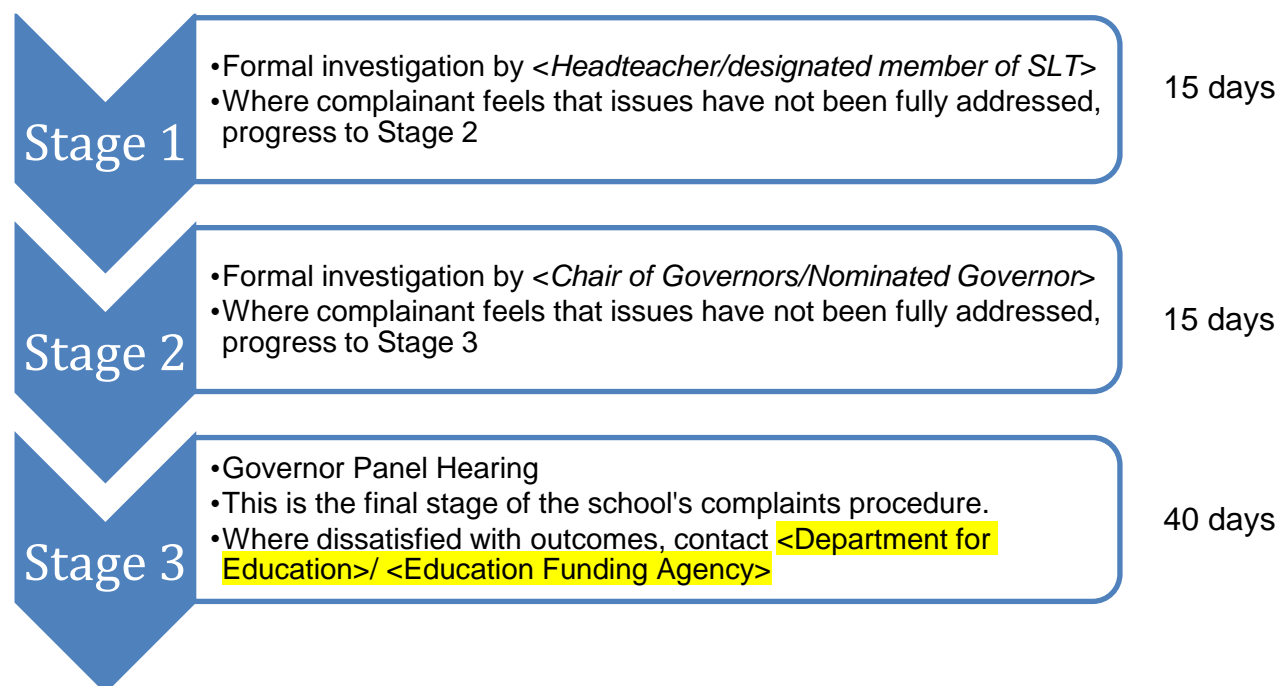 Stage 1
•Formal investigation by <Headteacher/designated member of SLT>
•Where complainant feels that issues have not been fully addressed,
progress to Stage 2
15 days
Stage 2
•Formal investigation by <Chair of Governors/Nominated Governor>
•Where complainant feels that issues have not been fully addressed,
progress to Stage 3
15 days
Stage 3
•Governor Panel Hearing
•This is the final stage of the school's complaints procedure.
•Where dissatisfied with outcomes, contact <Department for
Education>/ <Education Funding Agency>
40 days